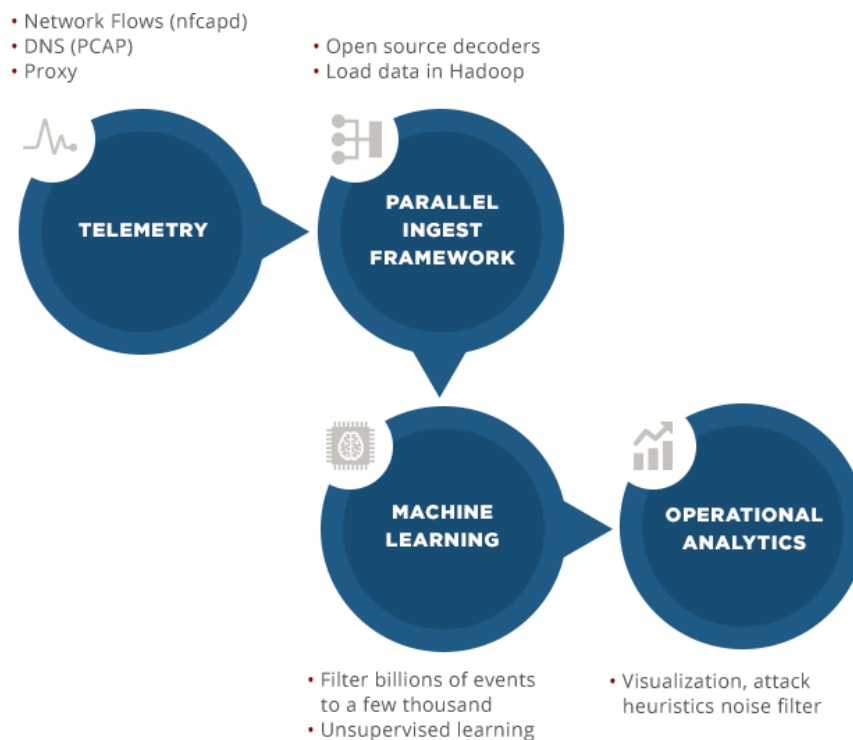 • Network Flows (nfcapd)
• DNS (PCAP)
• Proxy
• Open source decoders
• Load data in Hadoop
TELEMETRY
PARALLEL
INGEST
FRAMEWORK
MACHINE
LEARNING
OPERATIONAL
ANALYTICS
• Filter billions of events
to a few thousand
• Unsupervised learning
• Visualization, attack
heuristics noise filter